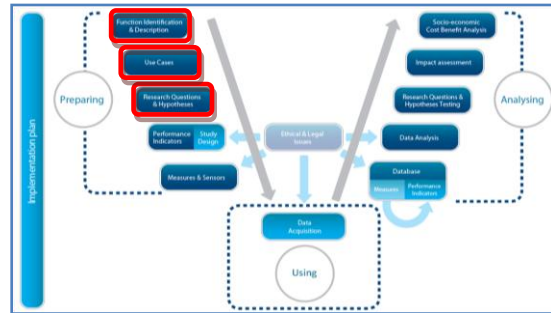 Implementation plan
Preparing
Function Identification
& Description
Use Cases
Research Questions
& Hypotheses
Performance
Indicators
Study
Design
Measures & Sensors
Ethical & Legal
Issues
Data
Acquisition
Using
Socio-economic
Cost Benefit Analysis
Impact assessment
Research Questions &
Hypotheses Testing
Data Analysis
Database
Measures
Performance
Indicators
Analysing